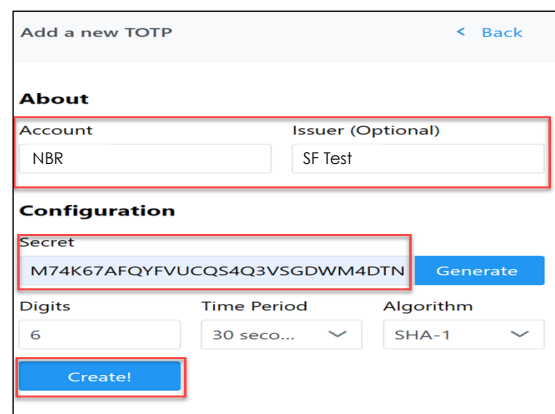 Add a new TOTP < Back
About
Account Issuer (Optional)
NBR SF Test
Configuration
Secret
M74K67AFQYFVUCQS4Q3VSGDWM4DTN Generate
Digits Time Period Algorithm
6 30 seco... SHA-1
Create!